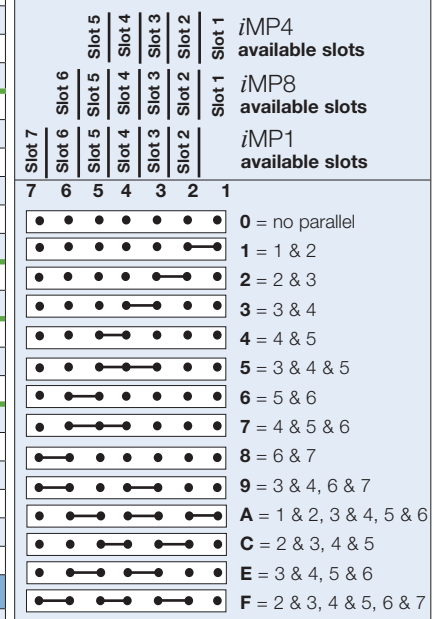 Slot 5 Slot 4 Slot 3 Slot 2 Slot 1 iMP4
available slots
Slot 6 Slot 5 Slot 4 Slot 3 Slot 2 Slot 1 iMP8
available slots
Slot 7 Slot 6 Slot 5 Slot 4 Slot 3 Slot 2 iMP1
available slots
7 6 5 4 3 2 1
0 = no parallel
1 = 1 & 2
2 = 2 & 3
3 = 3 & 4
4 = 4 & 5
5 = 3 & 4 & 5
6 = 5 & 6
7 = 4 & 5 & 6
8 = 6 & 7
9 = 3 & 4, 6 & 7
A = 1 & 2, 3 & 4, 5 & 6
C = 2 & 3, 4 & 5
E = 3 & 4, 5 & 6
F = 2 & 3, 4 & 5, 6 & 7